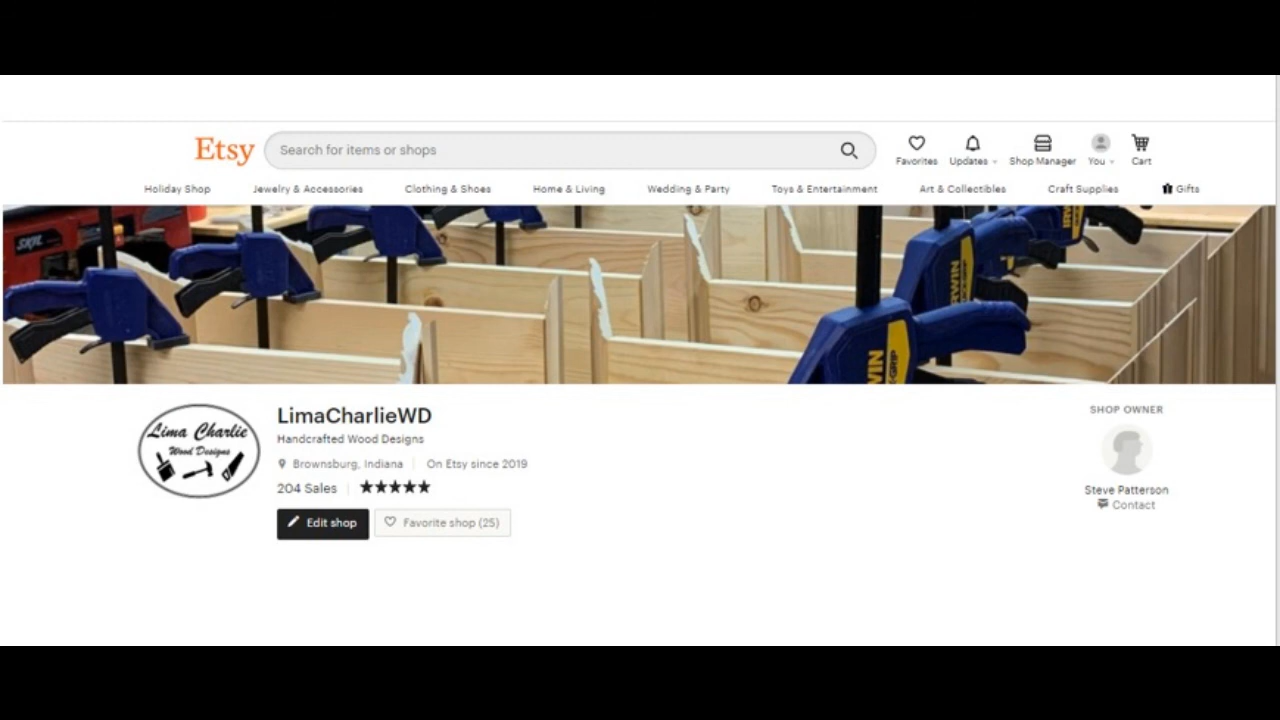 Etsy
Search for items or shops
Favorites
Updates
Shop Manager
You
Cart
Holiday Shop
Jewelry & Accessories
Clothing & Shoes
Home & Living
Wedding & Party
Toys & Entertainment
Art & Collectibles
Craft Supplies
Gifts
SKIL
IRWIN
IRWIN
WIN
GRIP
Lima Charlie
Wood Designs
LimaCharlieWD
Handcrafted Wood Designs
Brownsburg, Indiana
On Etsy since 2019
204 Sales
Edit shop
Favorite shop (25)
SHOP OWNER
Steve Patterson
Contact